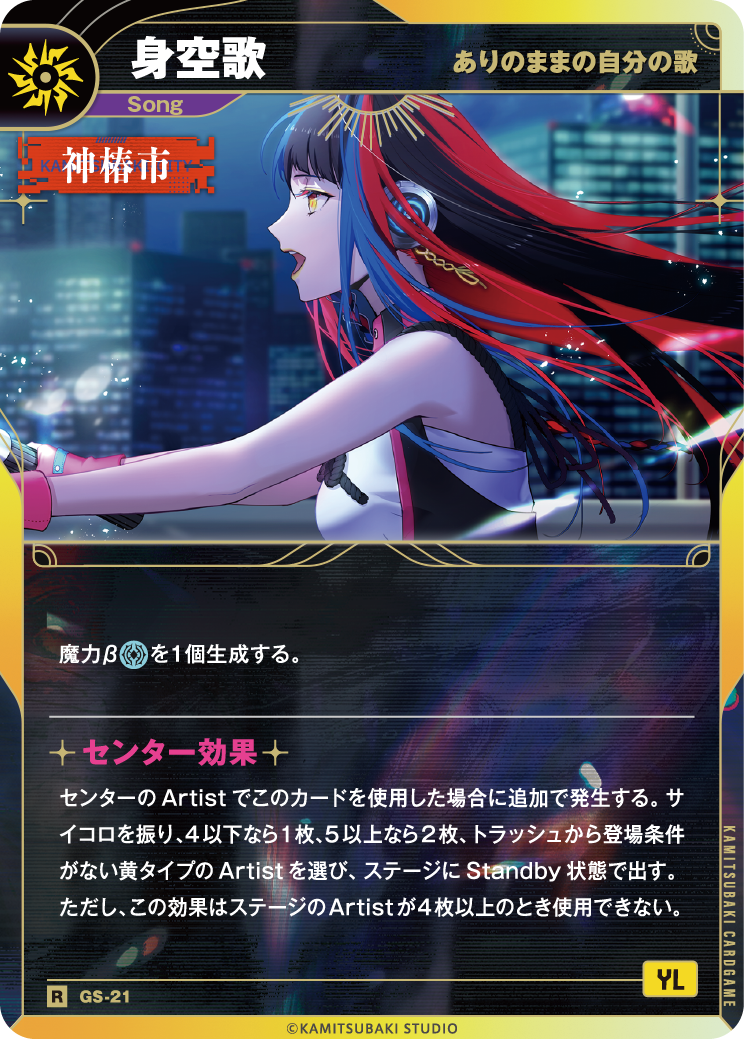 身空歌
ありのままの自分の歌
Song
神椿市
魔力βを1個生成する。
センター効果
センターのArtistでこのカードを使用した場合に追加で発生する。サ
イコロを振り、4以下なら1枚、5以上なら2枚、トラッシュから登場条件
がない黄タイプのArtistを選び、ステージにStandby状態で出す。
ただし、この効果はステージのArtistが4枚以上のとき使用できない。
KAMITSUBAKI CARDGAME
YL
R GS-21
©KAMITSUBAKI STUDIO